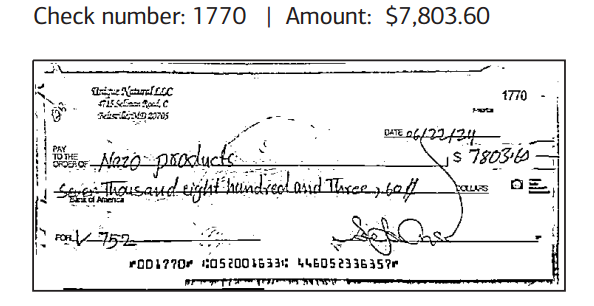 Check number: 1770 | Amount: $7,803.60
Unique Natural LLC
4715 Sellman Road, C
Beltsville MD 20705
1770
DATE 06/22/24
PAY TO THE ORDER OF Nazo products $ 7803.60
Seven Thousand eight hundred and Three, 60// DOLLARS
Bank of America
FOR V 752
⑈001770⑈ ⑆052001633⑆ 446052336357⑈